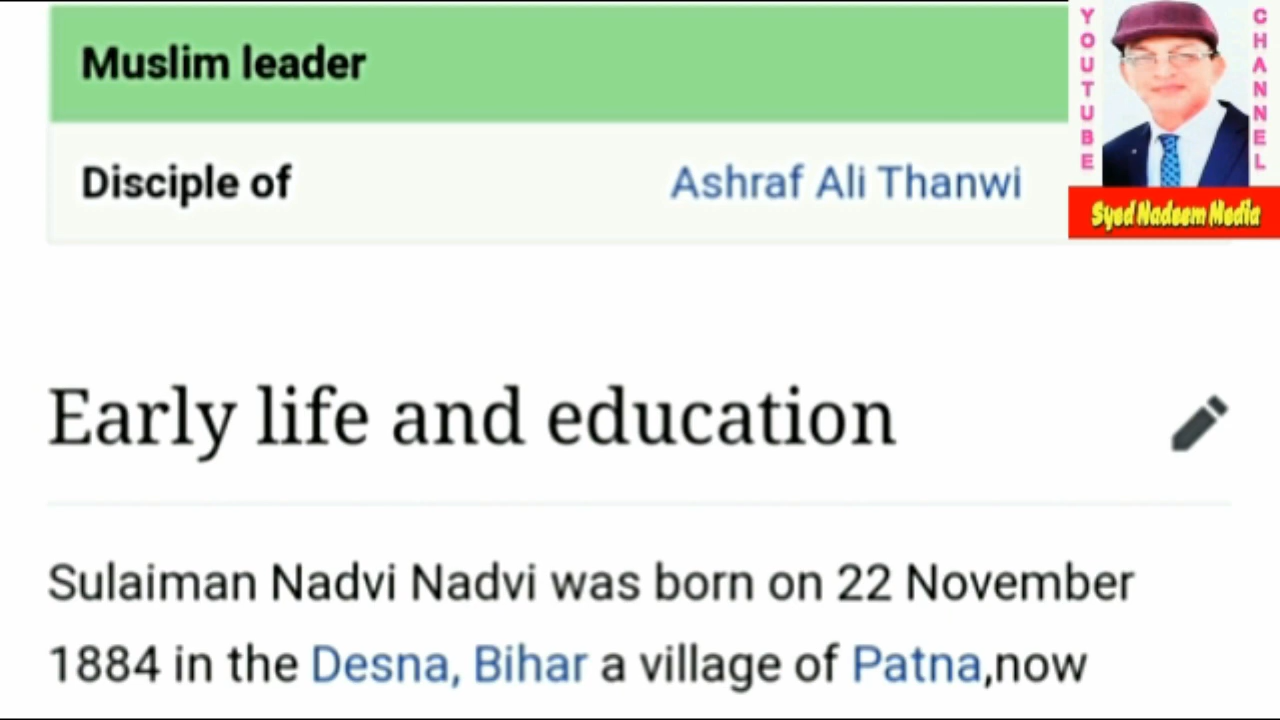 Muslim leader
Disciple of Ashraf Ali Thanwi
YOUTUBE
CHANNEL
Syed Nadeem Media
Early life and education
Sulaiman Nadvi Nadvi was born on 22 November
1884 in the Desna, Bihar a village of Patna,now